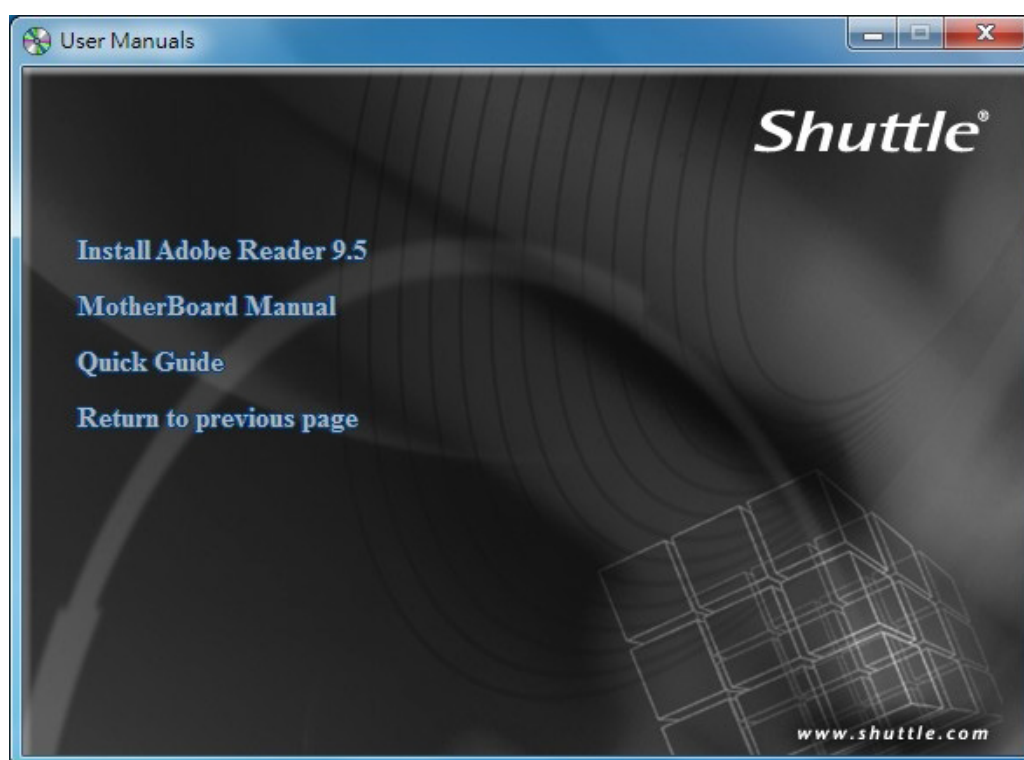 User Manuals
Shuttle®
Install Adobe Reader 9.5
MotherBoard Manual
Quick Guide
Return to previous page
www.shuttle.com